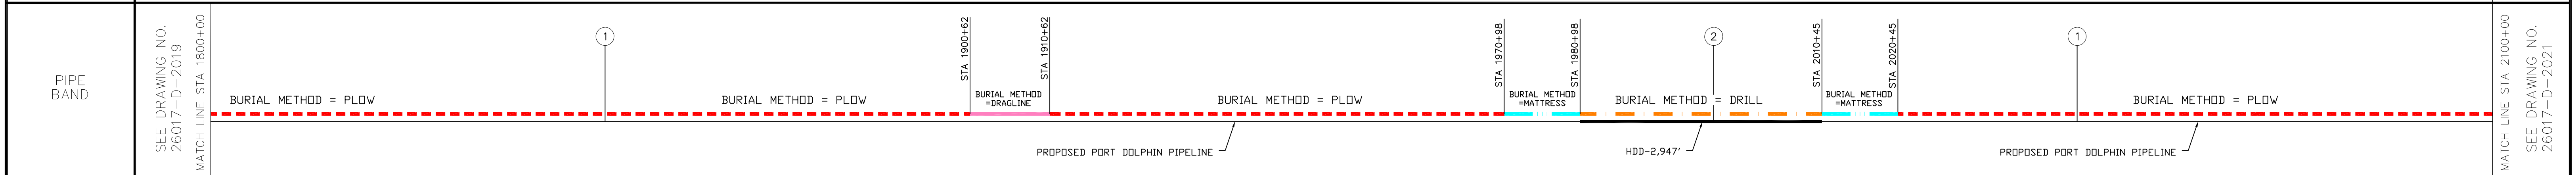 PIPE
BAND
SEE DRAWING NO.
26017-D-2019
MATCH LINE STA 1800+00
BURIAL METHOD = PLOW
1
BURIAL METHOD = PLOW
STA 1900+62
BURIAL METHOD
=DRAGLINE
STA 1910+62
BURIAL METHOD = PLOW
PROPOSED PORT DOLPHIN PIPELINE
STA 1970+98
BURIAL METHOD
=MATTRESS
STA 1980+98
BURIAL METHOD = DRILL
2
HDD-2,947'
STA 2010+45
BURIAL METHOD
=MATTRESS
STA 2020+45
1
PROPOSED PORT DOLPHIN PIPELINE
BURIAL METHOD = PLOW
MATCH LINE STA 2100+00
SEE DRAWING NO.
26017-D-2021